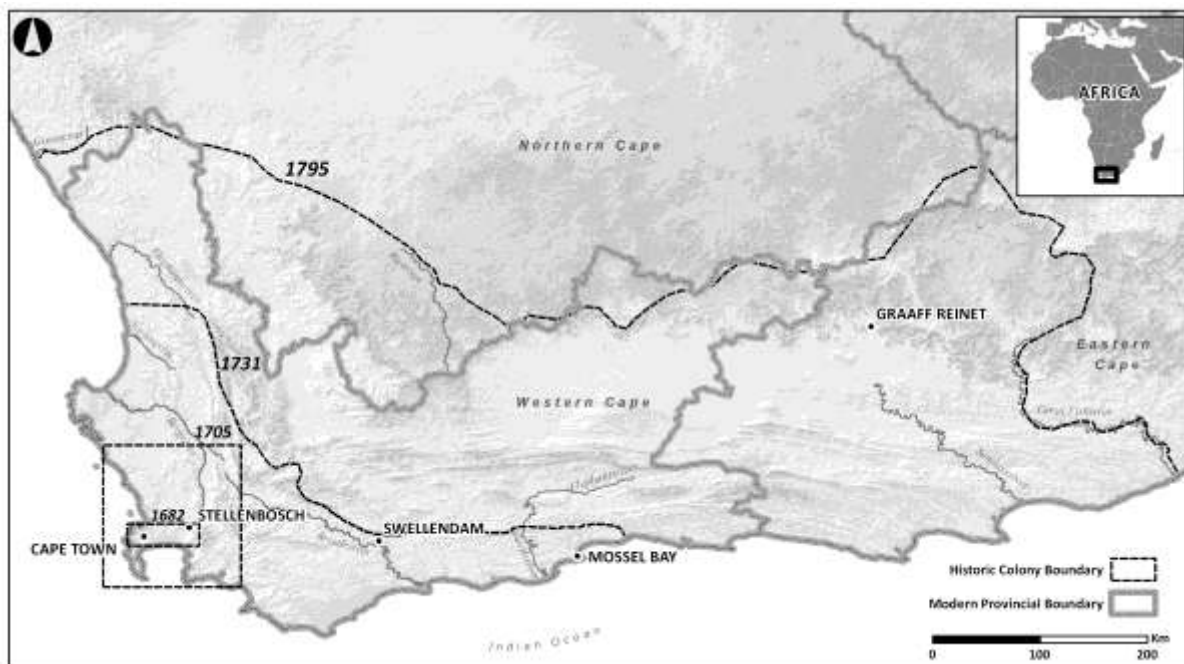 AFRICA
Northern Cape
1795
GRAAFF REINET
Eastern
Cape
1731
Western Cape
1705
1682
STELLENBOSCH
SWELLENDAM
CAPE TOWN
MOSSEL BAY
Historic Colony Boundary
Modern Provincial Boundary
Indian Ocean
Km
0
100
200